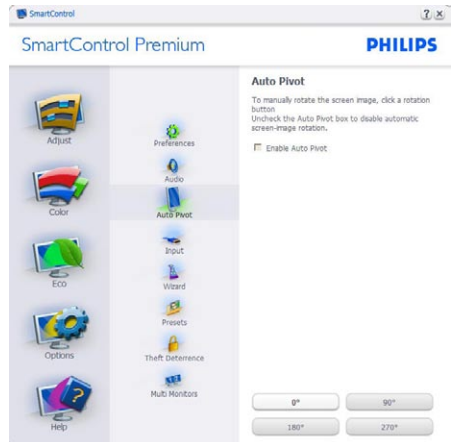 SmartControl
SmartControl Premium
PHILIPS
Adjust
Color
Eco
Options
Help
Preferences
Audio
Auto Pivot
Input
Wizard
Presets
Theft Deterrence
Multi Monitors
Auto Pivot
To manually rotate the screen image, click a rotation
button
Uncheck the Auto Pivot box to disable automatic
screen-image rotation.
Enable Auto Pivot
0°
90°
180°
270°